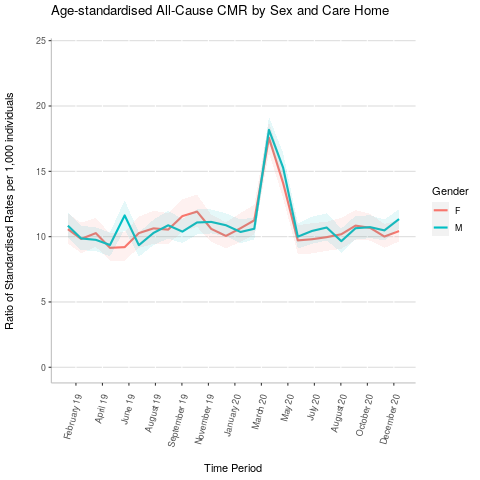 Age-standardised All-Cause CMR by Sex and Care Home
Ratio of Standardised Rates per 1,000 individuals
25
20
15
10
5
0
February 19
April 19
June 19
August 19
September 19
November 19
January 20
March 20
May 20
July 20
August 20
October 20
December 20
Time Period
Gender
F
M